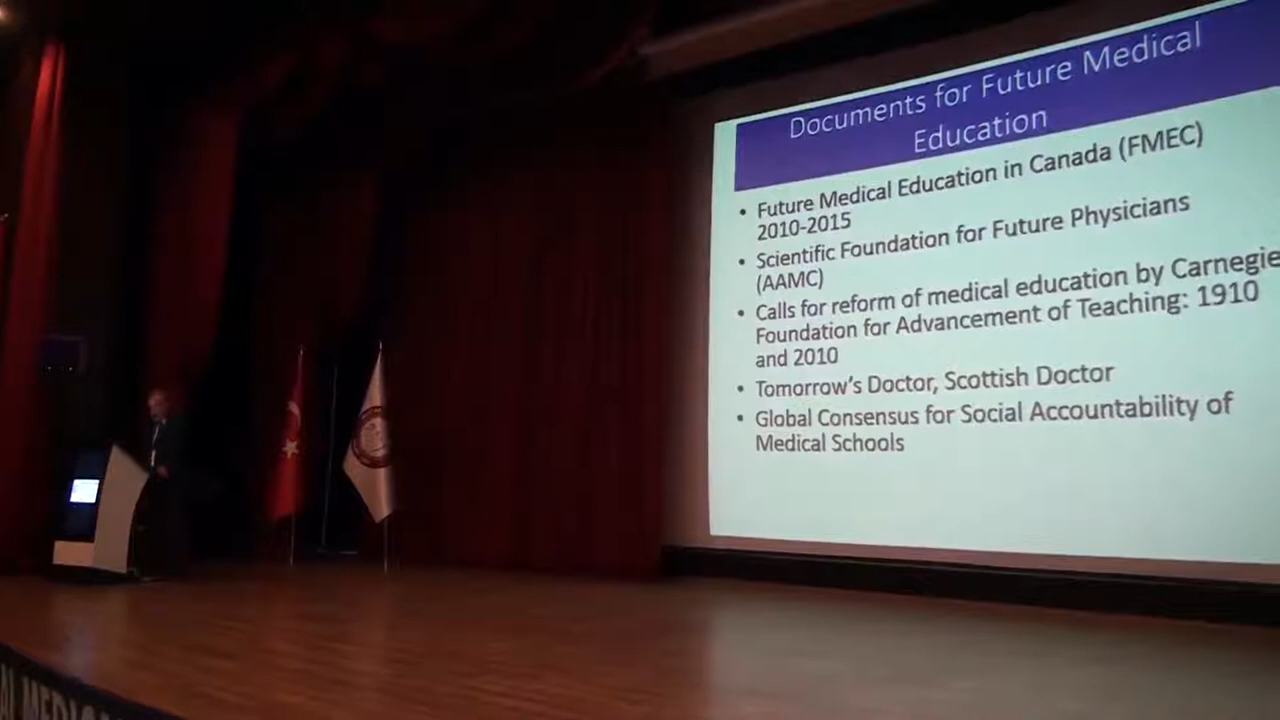 Documents for Future Medical
Education
• Future Medical Education in Canada (FMEC)
2010-2015
• Scientific Foundation for Future Physicians
(AAMC)
• Calls for reform of medical education by Carnegie
Foundation for Advancement of Teaching: 1910
and 2010
• Tomorrow's Doctor, Scottish Doctor
• Global Consensus for Social Accountability of
Medical Schools